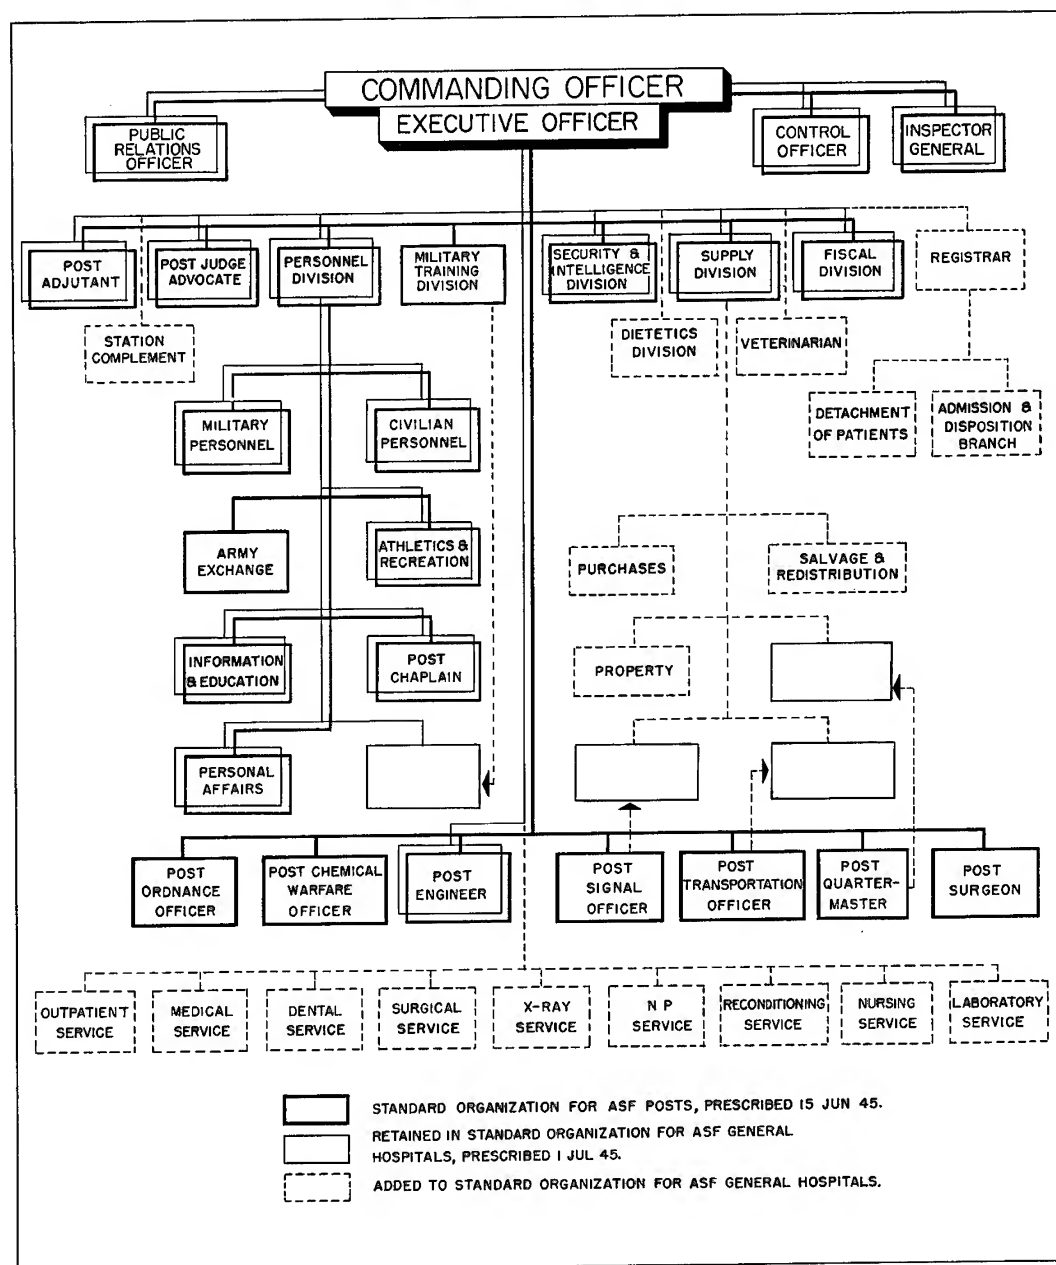 COMMANDING OFFICER
EXECUTIVE OFFICER
PUBLIC
RELATIONS
OFFICER
CONTROL
OFFICER
INSPECTOR
GENERAL
POST
ADJUTANT
POST JUDGE
ADVOCATE
PERSONNEL
DIVISION
MILITARY
TRAINING
DIVISION
SECURITY &
INTELLIGENCE
DIVISION
SUPPLY
DIVISION
FISCAL
DIVISION
REGISTRAR
STATION
COMPLEMENT
DIETETICS
DIVISION
VETERINARIAN
MILITARY
PERSONNEL
CIVILIAN
PERSONNEL
DETACHMENT
OF PATIENTS
ADMISSION &
DISPOSITION
BRANCH
ARMY
EXCHANGE
ATHLETICS &
RECREATION
PURCHASES
SALVAGE &
REDISTRIBUTION
INFORMATION
& EDUCATION
POST
CHAPLAIN
PROPERTY
PERSONAL
AFFAIRS
POST
ORDNANCE
OFFICER
POST CHEMICAL
WARFARE
OFFICER
POST
ENGINEER
POST
SIGNAL
OFFICER
POST
TRANSPORTATION
OFFICER
POST
QUARTER-
MASTER
POST
SURGEON
OUTPATIENT
SERVICE
MEDICAL
SERVICE
DENTAL
SERVICE
SURGICAL
SERVICE
X-RAY
SERVICE
N P
SERVICE
RECONDITIONING
SERVICE
NURSING
SERVICE
LABORATORY
SERVICE
STANDARD ORGANIZATION FOR ASF POSTS, PRESCRIBED 15 JUN 45.
RETAINED IN STANDARD ORGANIZATION FOR ASF GENERAL
HOSPITALS, PRESCRIBED 1 JUL 45.
ADDED TO STANDARD ORGANIZATION FOR ASF GENERAL HOSPITALS.